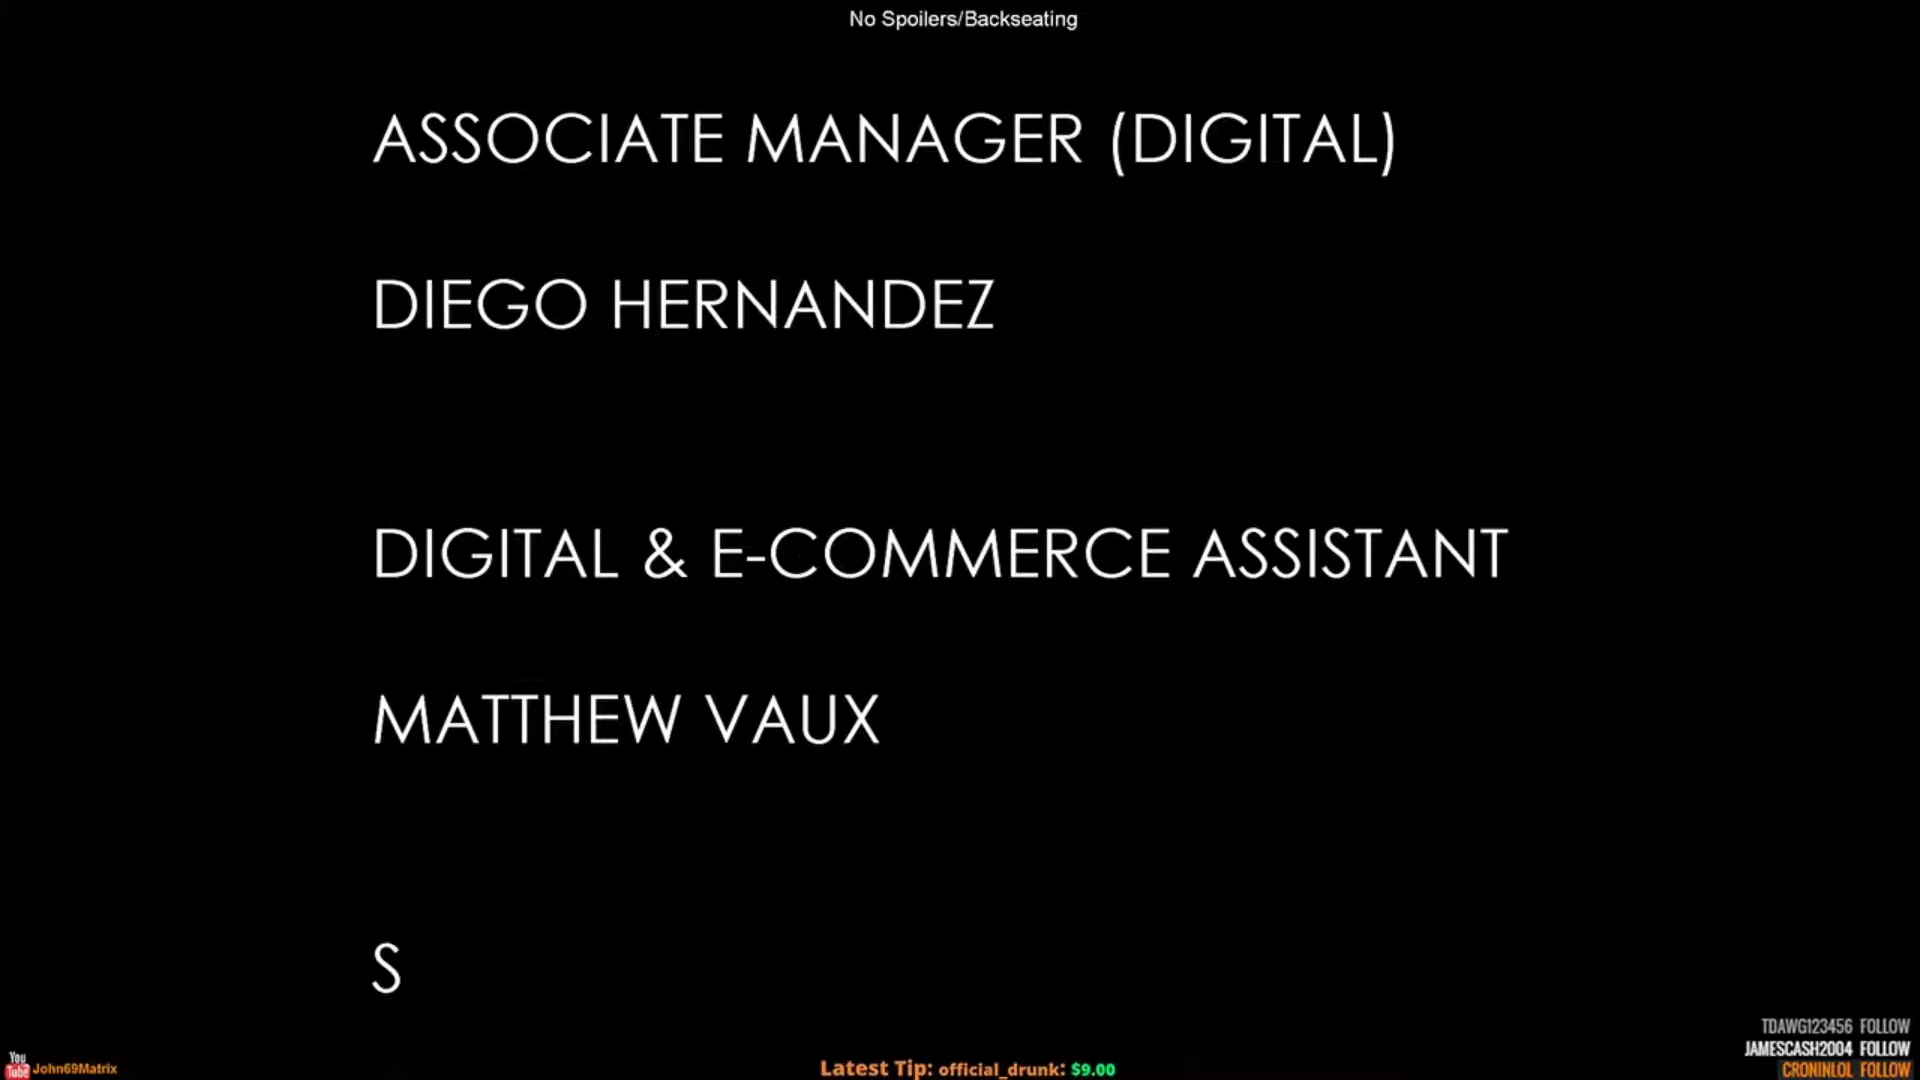 No Spoilers/Backseating
ASSOCIATE MANAGER (DIGITAL)
DIEGO HERNANDEZ
DIGITAL & E-COMMERCE ASSISTANT
MATTHEW VAUX
S
TDAWG123456 FOLLOW
JAMESCASH2004 FOLLOW
You Tube John69Matrix
Latest Tip: official_drunk: $9.00
CRONINLOL FOLLOW